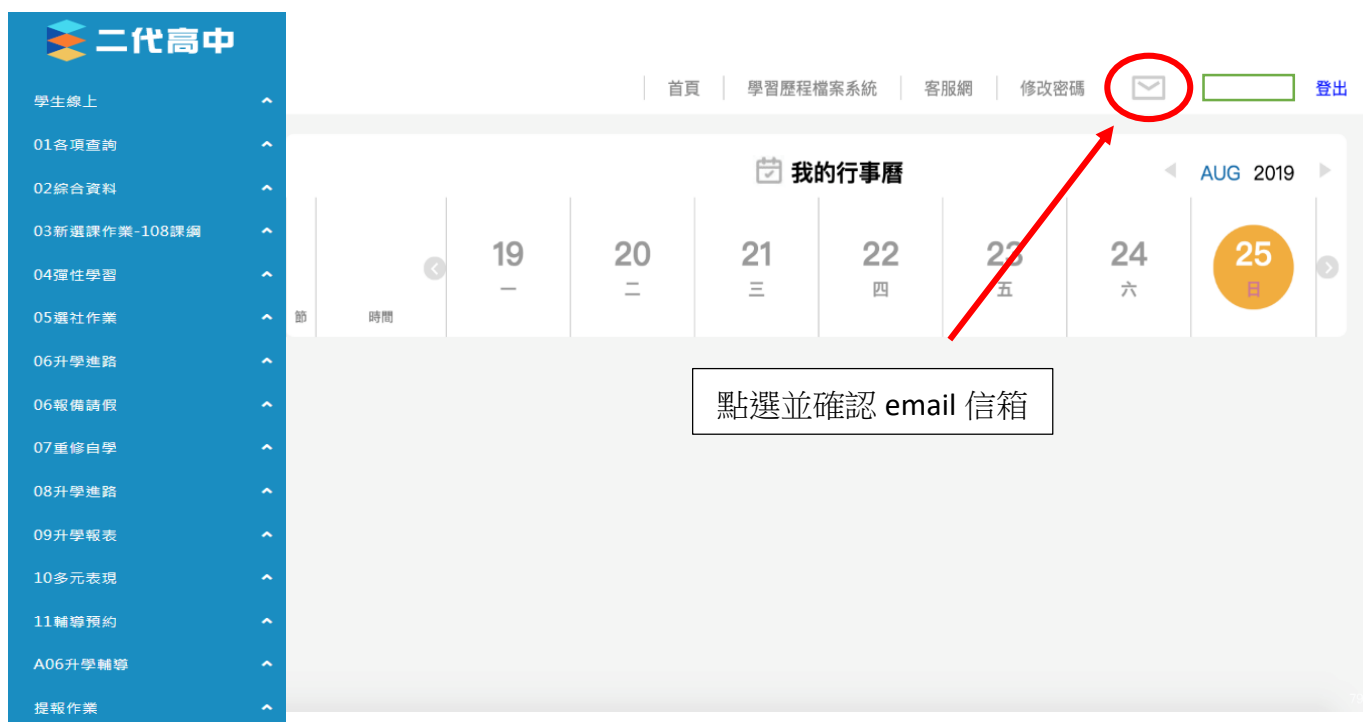 二代高中
學生線上
01各項查詢
02綜合資料
03新選課作業-108課綱
04彈性學習
05選社作業
06升學進路
06報備請假
07重修自學
08升學進路
09升學報表
10多元表現
11輔導預約
A06升學輔導
提報作業
首頁 學習歷程檔案系統 客服網 修改密碼 登出
我的行事曆 AUG 2019
19 20 21 22 23 24 25
節 時間 一 二 三 四 五 六 日
點選並確認 email 信箱